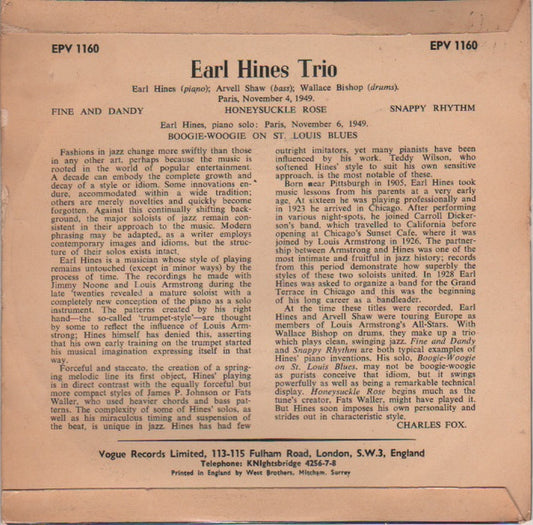 EPV 1160
EPV 1160
Earl Hines Trio
Earl Hines (piano); Arvell Shaw (bass); Wallace Bishop (drums).
Paris, November 4, 1949.
FINE AND DANDY HONEYSUCKLE ROSE SNAPPY RHYTHM
Earl Hines, piano solo: Paris, November 6, 1949.
BOOGIE-WOOGIE ON ST. LOUIS BLUES
Fashions in jazz change more swiftly than those
in any other art, perhaps because the music is
rooted in the world of popular entertainment.
A decade can embody the complete growth and
decay of a style or idiom. Some innovations en-
dure, accommodated within a wide tradition;
others are merely novelties and quickly become
forgotten. Against this continually shifting back-
ground, the major soloists of jazz remain con-
sistent in their approach to the music. Modern
phrasing may be adapted, as a writer employs
contemporary images and idioms, but the struc-
ture of their solos exists intact.
Earl Hines is a musician whose style of playing
remains untouched (except in minor ways) by the
process of time. The recordings he made with
Jimmy Noone and Louis Armstrong during the
late 'twenties revealed a mature soloist with a
completely new conception of the piano as a solo
instrument. The patterns created by his right
hand—the so-called 'trumpet-style'—are thought
by some to reflect the influence of Louis Arm-
strong; Hines himself has denied this, asserting
that his own early training on the trumpet started
his musical imagination expressing itself in that
way.
Forceful and staccato, the creation of a spring-
ing melodic line its first object, Hines' playing
is in direct contrast with the equally forceful but
more compact styles of James P. Johnson or Fats
Waller, who used heavier chords and bass pat-
terns. The complexity of some of Hines' solos, as
well as his miraculous timing and suspension of
the beat, is unique in jazz. Hines has had few
outright imitators, yet many pianists have been
influenced by his work. Teddy Wilson, who
softened Hines' style to suit his own sensitive
approach, is the most notable of these.
Born near Pittsburgh in 1905, Earl Hines took
music lessons from his parents at a very early
age. At sixteen he was playing professionally and
in 1923 he arrived in Chicago. After performing
in various night-spots, he joined Carroll Dicker-
son's band, which travelled to California before
opening at Chicago's Sunset Cafe, where it was
joined by Louis Armstrong in 1926. The partner-
ship between Armstrong and Hines was one of the
most intimate and fruitful in jazz history; records
from this period demonstrate how superbly the
styles of these two soloists united. In 1928 Earl
Hines was asked to organize a band for the Grand
Terrace in Chicago and this was the beginning
of his long career as a bandleader.
At the time these titles were recorded, Earl
Hines and Arvell Shaw were touring Europe as
members of Louis Armstrong's All-Stars. With
Wallace Bishop on drums, they make up a trio
which plays clean, swinging jazz. Fine and Dandy
and Snappy Rhythm are both typical examples of
Hines' piano inventions. His solo, Boogie-Woogie
on St. Louis Blues, may not be boogie-woogie
as purists conceive that idiom, but it swings
powerfully as well as being a remarkable technical
display. Honeysuckle Rose begins much as the
tune's creator, Fats Waller, might have played it.
But Hines soon imposes his own personality and
strides out in characteristic style.
CHARLES FOX.
Vogue Records Limited, 113-115 Fulham Road, London, S.W.3, England
Telephone: KNIghtsbridge 4256-7-8
Printed in England by West Brothers, Mitcham, Surrey